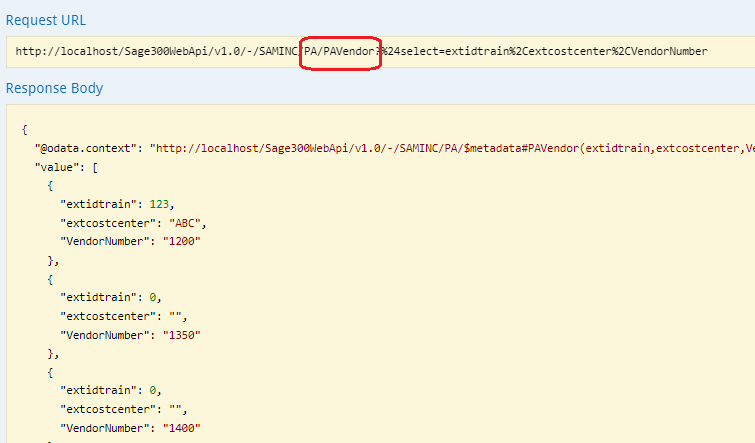 Request URL
http://localhost/Sage300WebApi/v1.0/-/SAMINC/PA/PAVendor?%24select=extidtrain%2Cextcostcenter%2CVendorNumber
Response Body
{
"@odata.context": "http://localhost/Sage300WebApi/v1.0/-/SAMINC/PA/$metadata#PAVendor(extidtrain,extcostcenter,Ve
"value": [
{
"extidtrain": 123,
"extcostcenter": "ABC",
"VendorNumber": "1200"
},
{
"extidtrain": 0,
"extcostcenter": "",
"VendorNumber": "1350"
},
{
"extidtrain": 0,
"extcostcenter": "",
"VendorNumber": "1400"